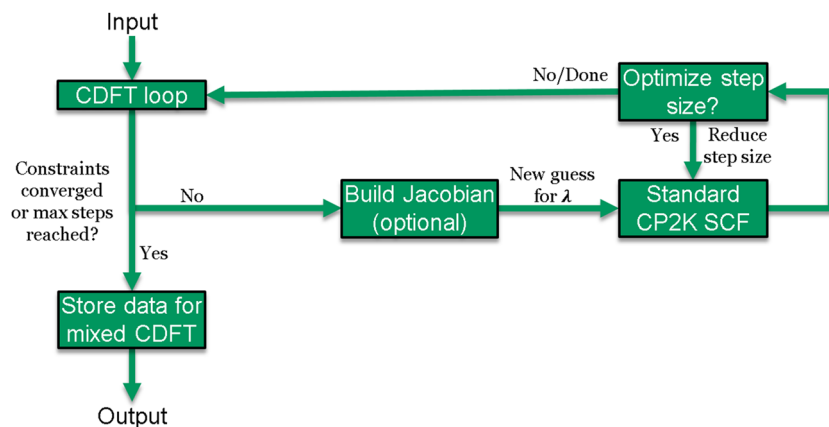 Input
CDFT loop
No/Done
Optimize step
size?
Yes
Reduce
step size
Constraints
converged
or max steps
reached?
No
Build Jacobian
(optional)
New guess
for λ
Standard
CP2K SCF
Yes
Store data for
mixed CDFT
Output